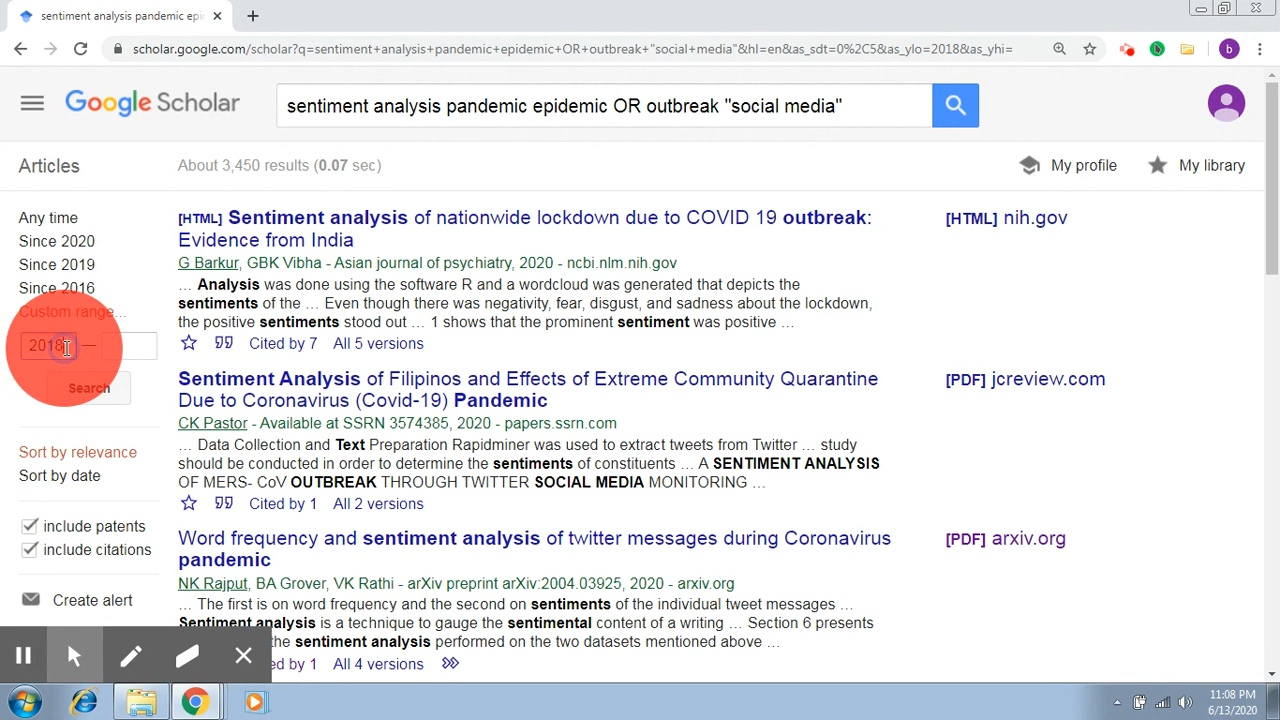 sentiment analysis pandemic epi
scholar.google.com/scholar?q=sentiment+analysis+pandemic+epidemic+OR+outbreak+"social+media"&hl=en&as_sdt=0%2C5&as_ylo=2018&as_yhi=
b
Google Scholar
sentiment analysis pandemic epidemic OR outbreak "social media"
Articles
About 3,450 results (0.07 sec)
My profile
My library
Any time
Since 2020
Since 2019
Since 2016
Custom range...
2018 —
Search
Sort by relevance
Sort by date
include patents
include citations
Create alert
[HTML] Sentiment analysis of nationwide lockdown due to COVID 19 outbreak:
Evidence from India
G Barkur, GBK Vibha - Asian journal of psychiatry, 2020 - ncbi.nlm.nih.gov
... Analysis was done using the software R and a wordcloud was generated that depicts the
sentiments of the ... Even though there was negativity, fear, disgust, and sadness about the lockdown,
the positive sentiments stood out ... 1 shows that the prominent sentiment was positive ...
Cited by 7 All 5 versions
[HTML] nih.gov
Sentiment Analysis of Filipinos and Effects of Extreme Community Quarantine
Due to Coronavirus (Covid-19) Pandemic
CK Pastor - Available at SSRN 3574385, 2020 - papers.ssrn.com
... Data Collection and Text Preparation Rapidminer was used to extract tweets from Twitter ... study
should be conducted in order to determine the sentiments of constituents ... A SENTIMENT ANALYSIS
OF MERS- CoV OUTBREAK THROUGH TWITTER SOCIAL MEDIA MONITORING ...
Cited by 1 All 2 versions
[PDF] jcreview.com
Word frequency and sentiment analysis of twitter messages during Coronavirus
pandemic
NK Rajput, BA Grover, VK Rathi - arXiv preprint arXiv:2004.03925, 2020 - arxiv.org
... The first is on word frequency and the second on sentiments of the individual tweet messages ...
Sentiment analysis is a technique to gauge the sentimental content of a writing ... Section 6 presents
the sentiment analysis performed on the two datasets mentioned above ...
ed by 1 All 4 versions
[PDF] arxiv.org
11:08 PM
6/13/2020